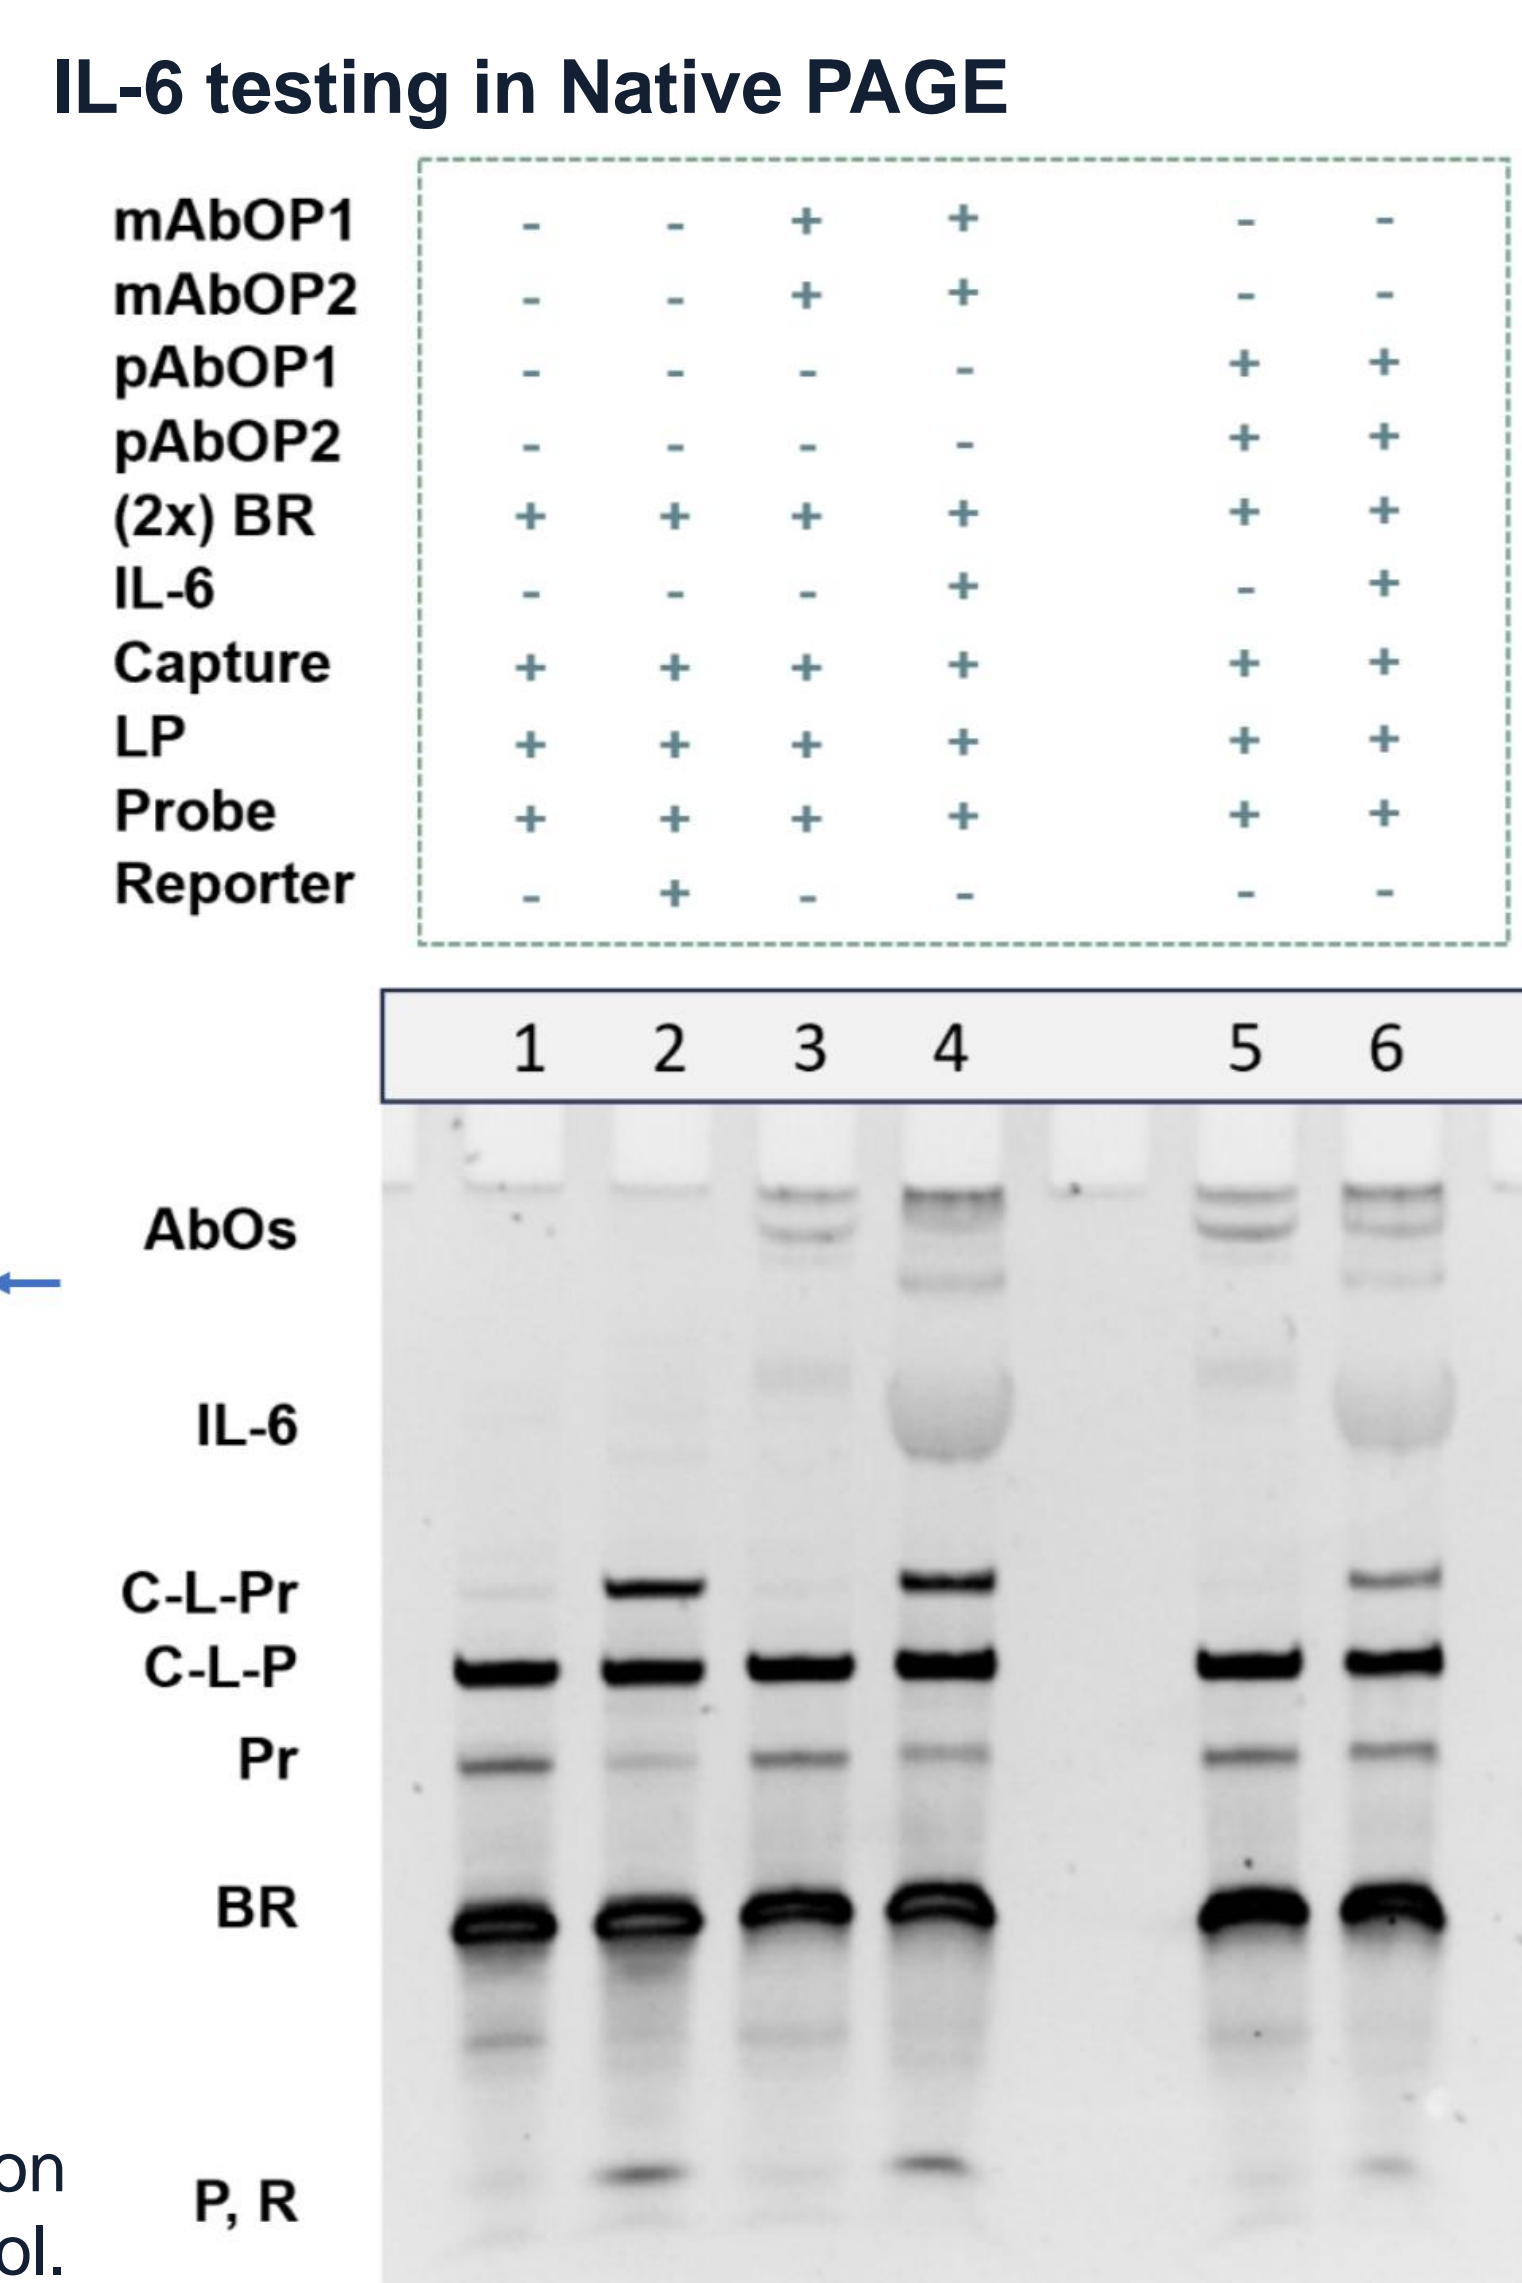 IL-6 testing in Native PAGE
mAbOP1 - - + + - -
mAbOP2 - - + + - -
pAbOP1 - - - - + +
pAbOP2 - - - - + +
(2x) BR + + + + + +
IL-6 - - - + - +
Capture + + + + + +
LP + + + + + +
Probe + + + + + +
Reporter - + - - - -
1 2 3 4 5 6
AbOs
IL-6
C-L-Pr
C-L-P
Pr
BR
P, R
on
ol.